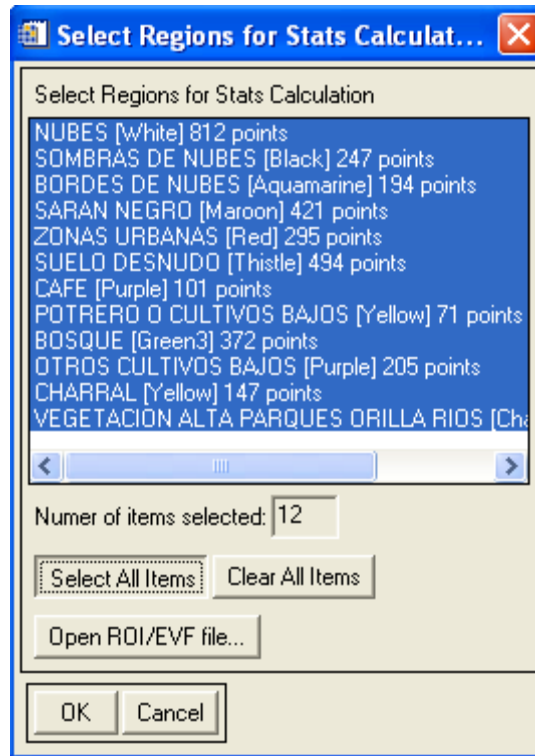 Select Regions for Stats Calculat...
Select Regions for Stats Calculation
NUBES [White] 812 points
SOMBRAS DE NUBES [Black] 247 points
BORDES DE NUBES [Aquamarine] 194 points
SARAN NEGRO [Maroon] 421 points
ZONAS URBANAS [Red] 295 points
SUELO DESNUDO [Thistle] 494 points
CAFE [Purple] 101 points
POTRERO O CULTIVOS BAJOS [Yellow] 71 points
BOSQUE [Green3] 372 points
OTROS CULTIVOS BAJOS [Purple] 205 points
CHARRAL [Yellow] 147 points
VEGETACION ALTA PARQUES ORILLA RIOS [Cha
Numer of items selected: 12
Select All Items Clear All Items
Open ROI/EVF file...
OK Cancel